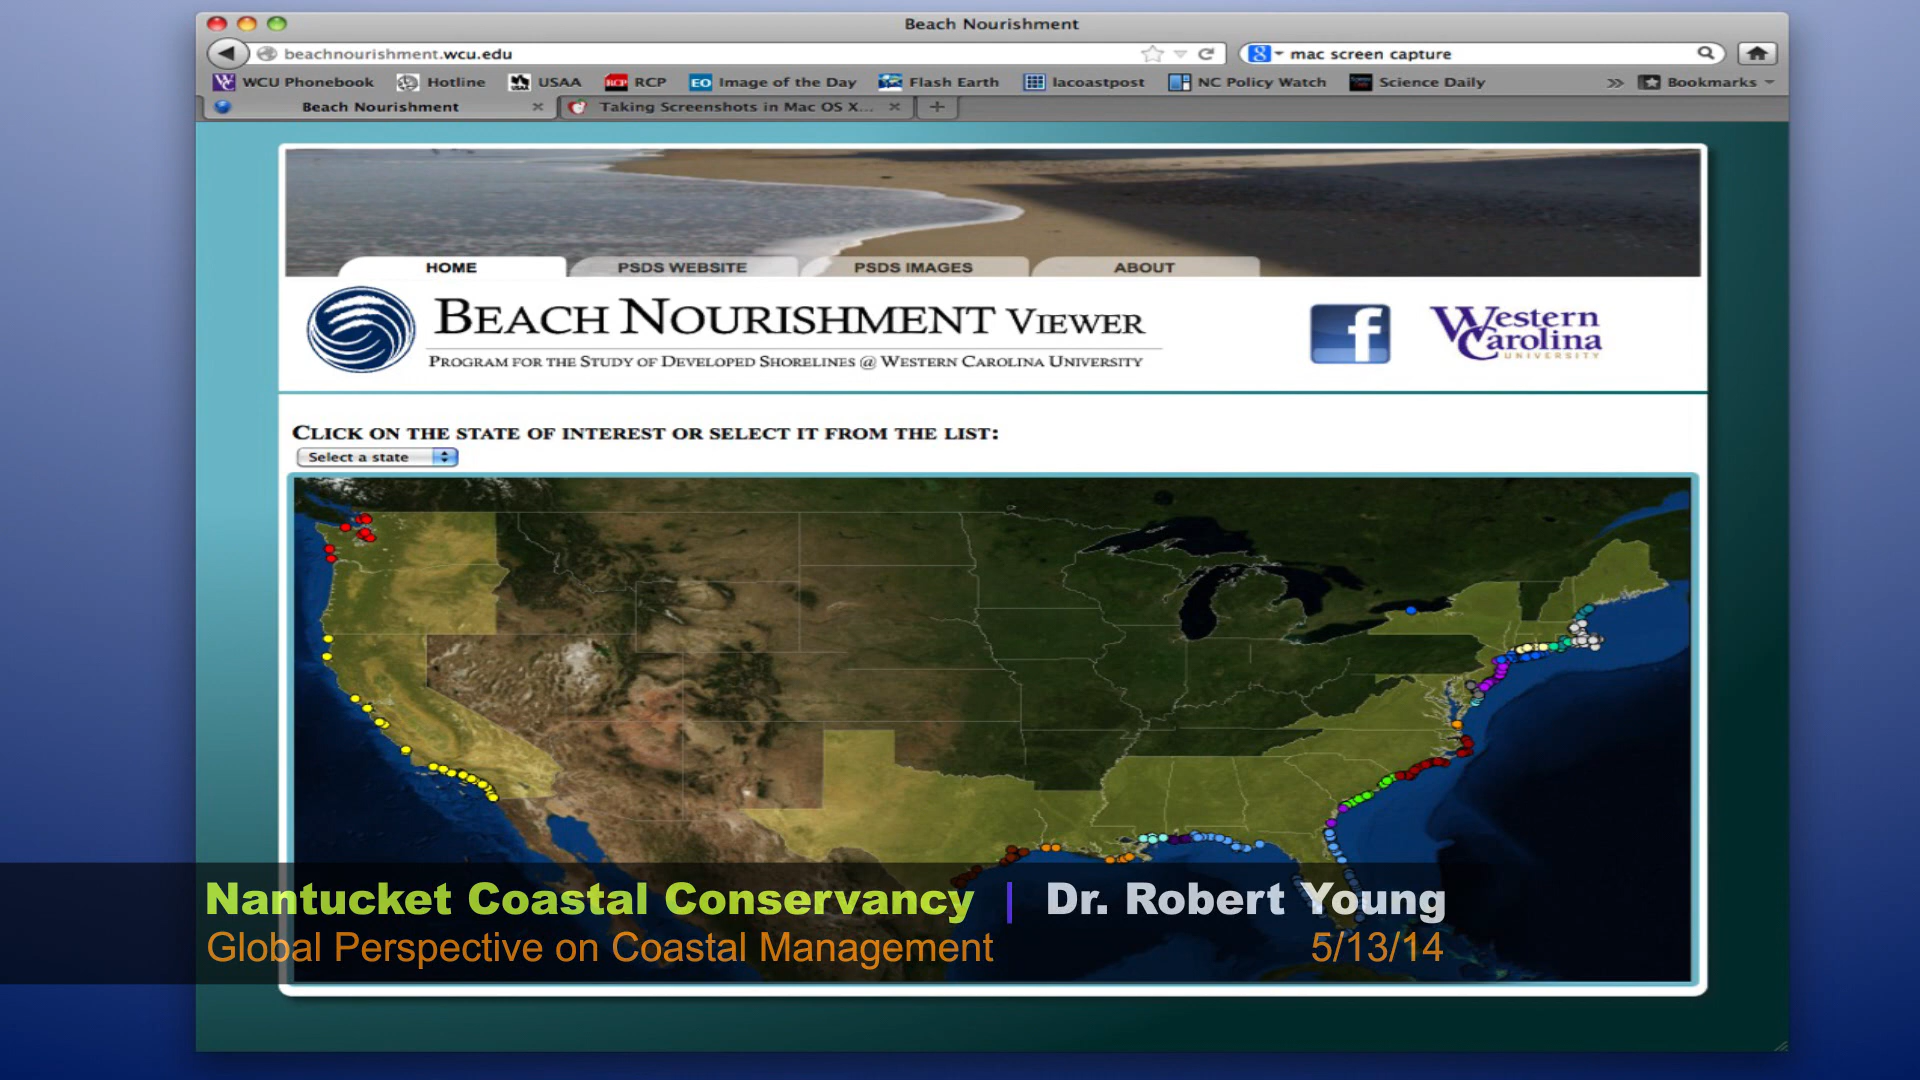 Beach Nourishment
beachnourishment.wcu.edu
mac screen capture
WCU Phonebook Hotline USAA RCP EO Image of the Day Flash Earth lacoastpost NC Policy Watch Science Daily » Bookmarks
Beach Nourishment × Taking Screenshots in Mac OS X... × +
HOME PSDS WEBSITE PSDS IMAGES ABOUT
BEACH NOURISHMENT VIEWER
PROGRAM FOR THE STUDY OF DEVELOPED SHORELINES @ WESTERN CAROLINA UNIVERSITY
f
Western
Carolina
UNIVERSITY
CLICK ON THE STATE OF INTEREST OR SELECT IT FROM THE LIST:
Select a state
Nantucket Coastal Conservancy | Dr. Robert Young
Global Perspective on Coastal Management 5/13/14